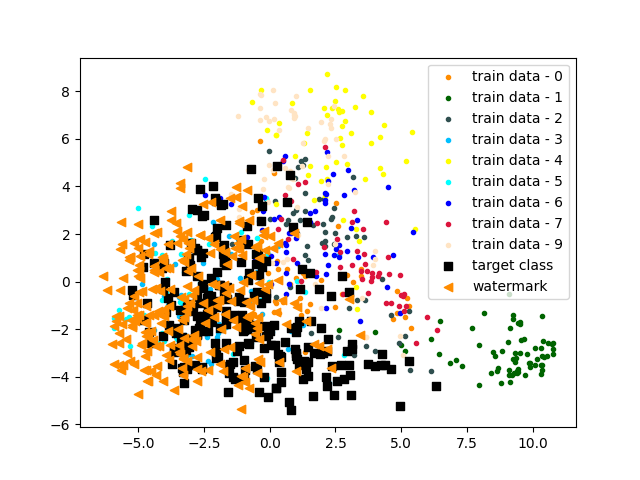 train data - 0
train data - 1
train data - 2
train data - 3
train data - 4
train data - 5
train data - 6
train data - 7
train data - 9
target class
watermark
8
6
4
2
0
−2
−4
−6
−5.0 −2.5 0.0 2.5 5.0 7.5 10.0